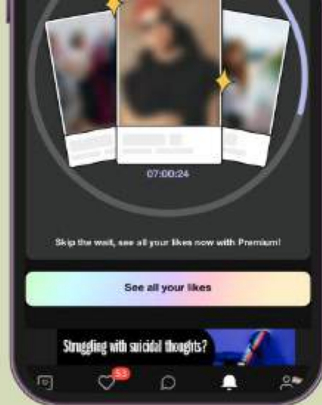 07:00:24
Skip the wait, see all your likes now with Premium!
See all your likes
Struggling with suicidal thoughts?
53